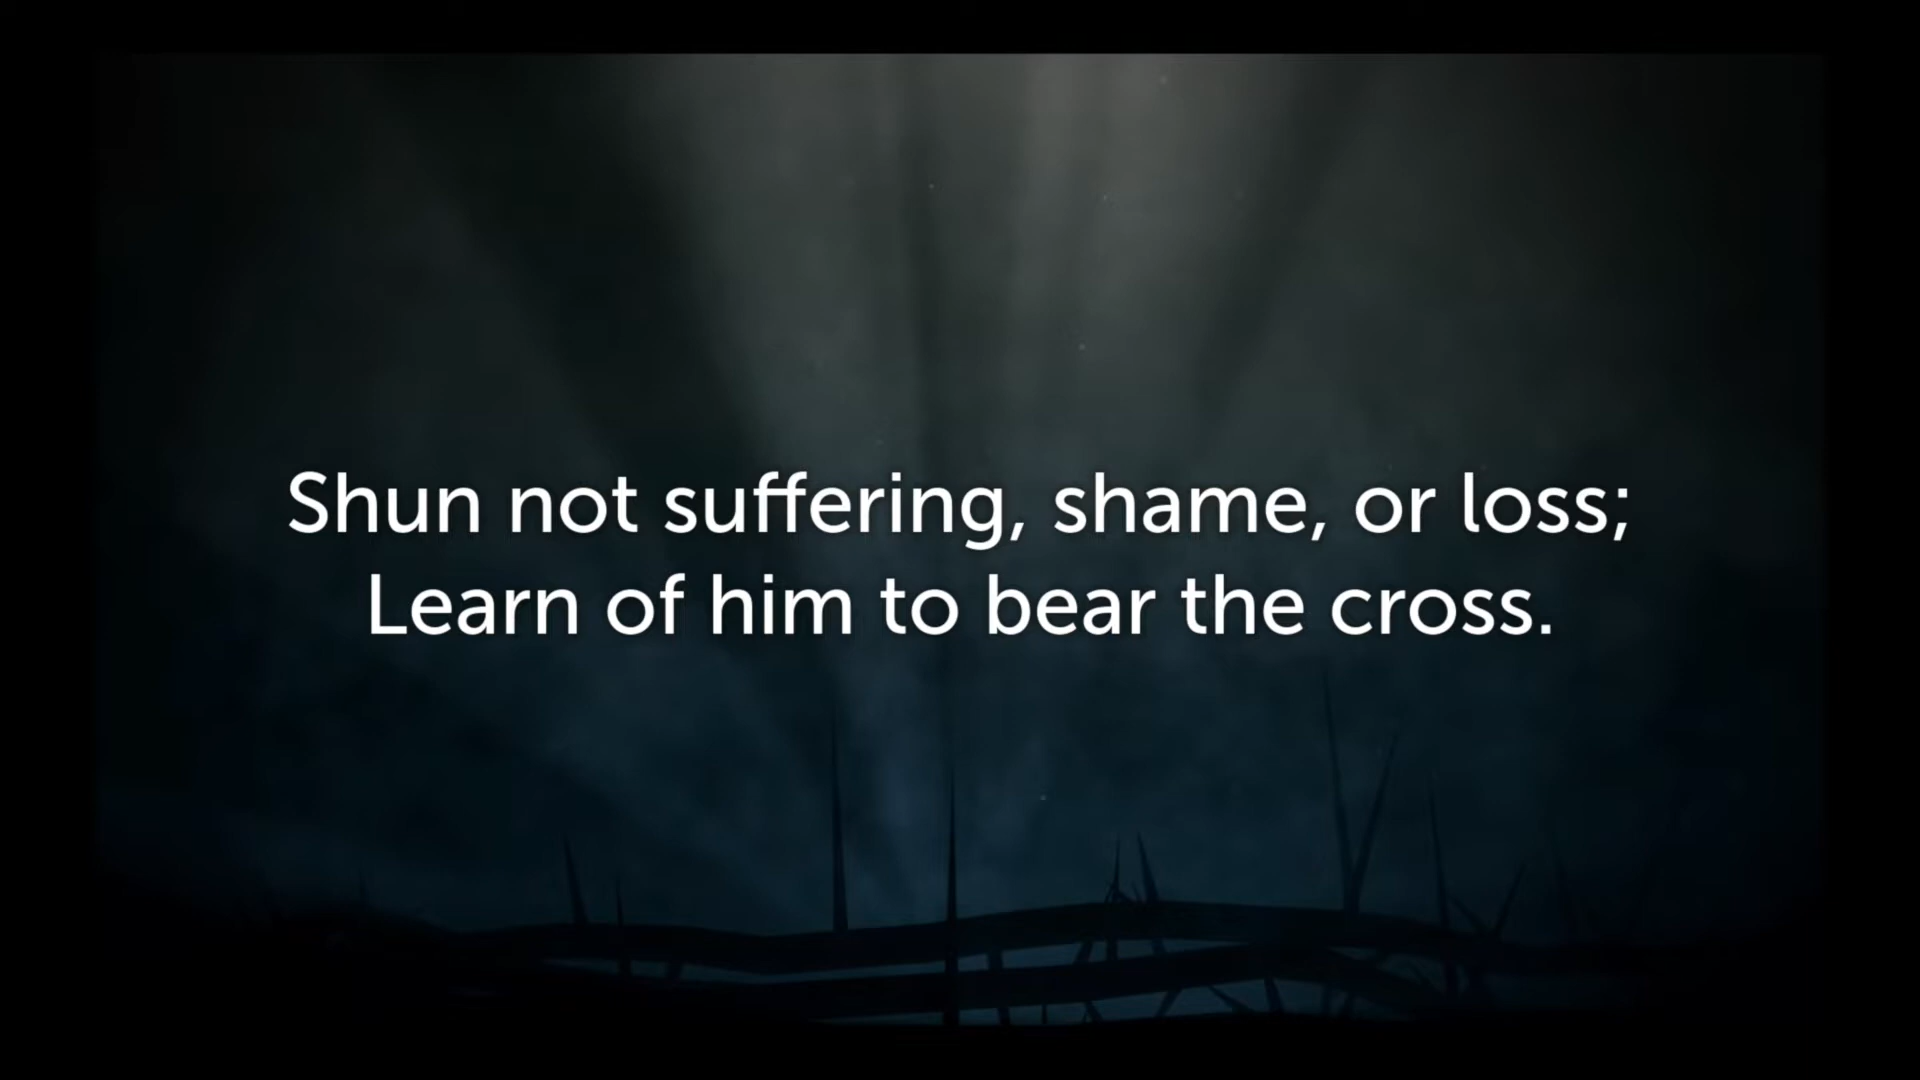 Shun not suffering, shame, or loss;
Learn of him to bear the cross.